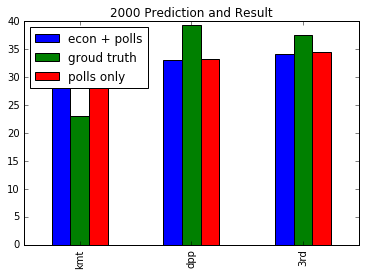 2000 Prediction and Result
40
35
30
25
20
15
10
5
0
econ + polls
groud truth
polls only
kmt
dpp
3rd